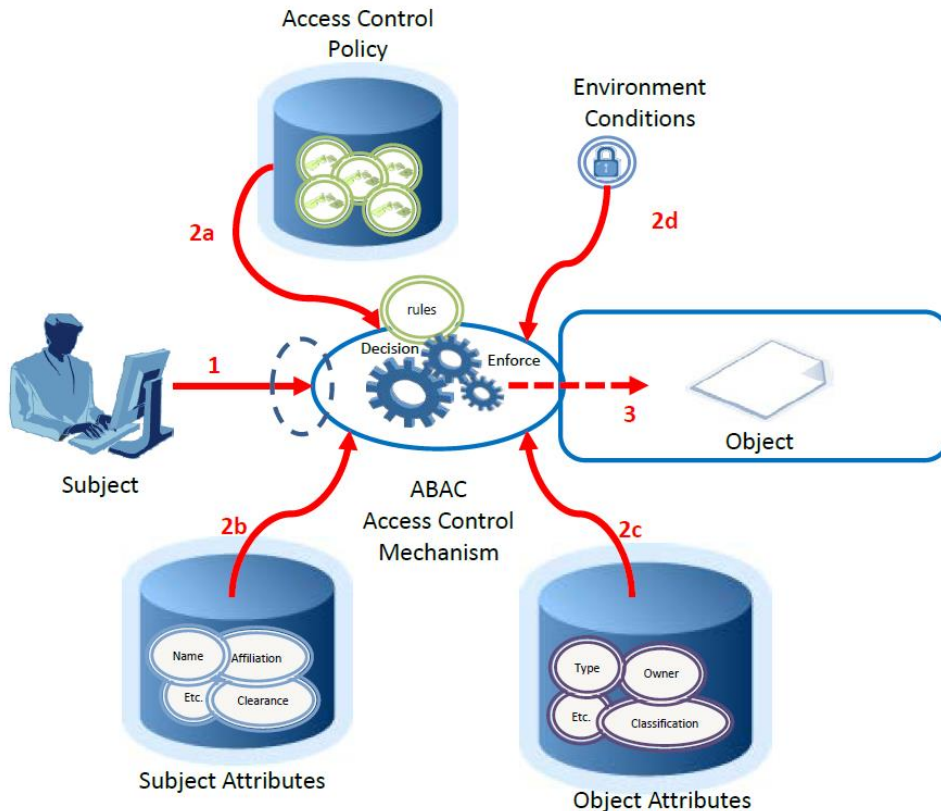 Access Control
Policy
Environment
Conditions
2a
2d
rules
Decision
Enforce
1
3
Subject
Object
ABAC
Access Control
Mechanism
2b
2c
Name
Affiliation
Etc.
Clearance
Type
Owner
Etc.
Classification
Subject Attributes
Object Attributes